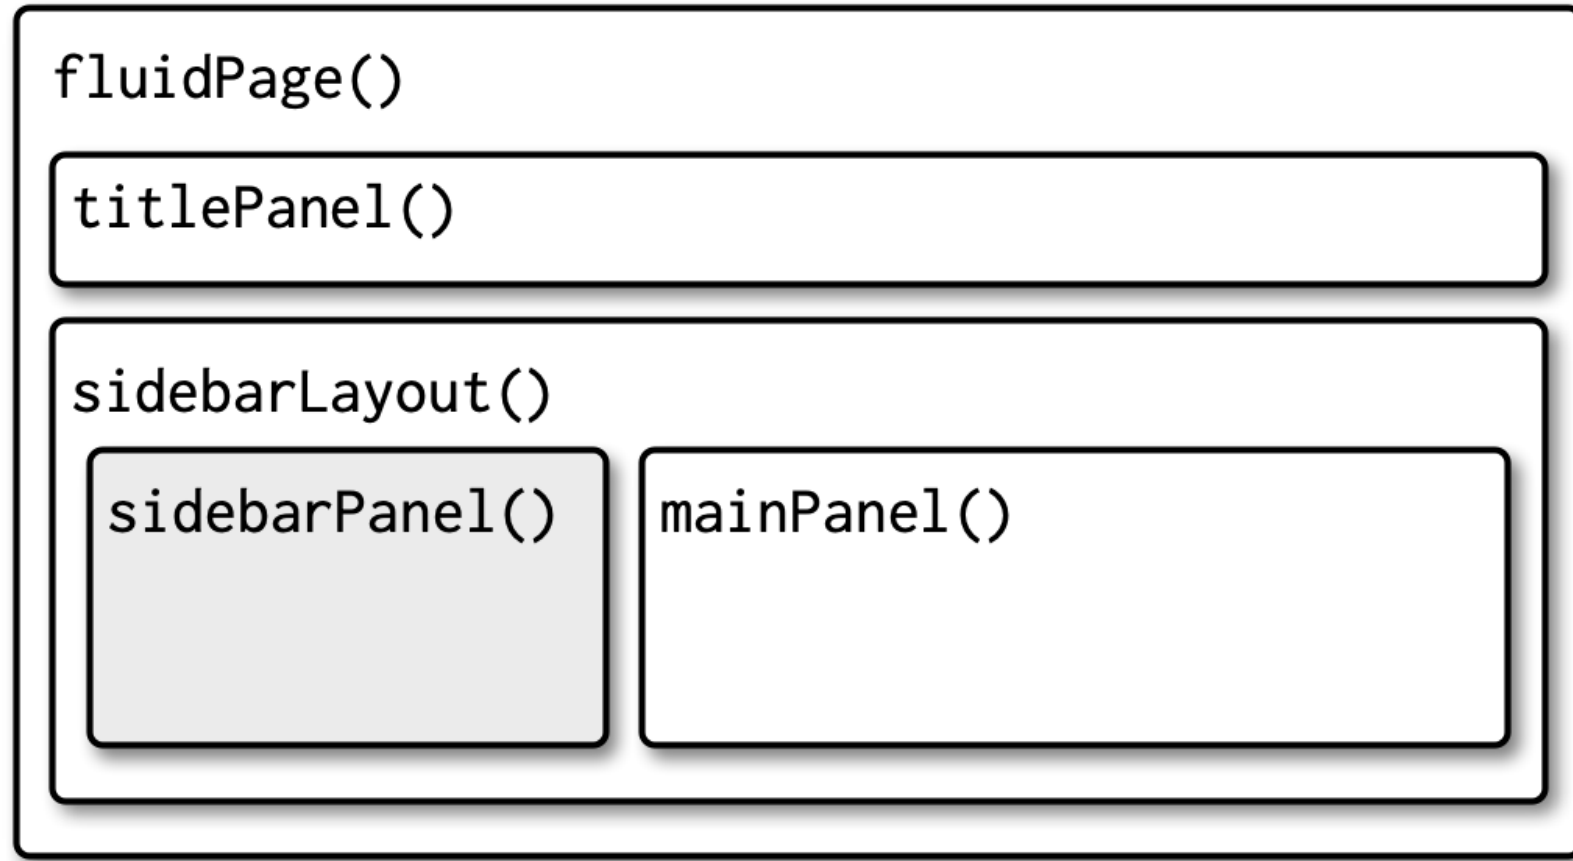 fluidPage()
titlePanel()
sidebarLayout()
sidebarPanel()
mainPanel()